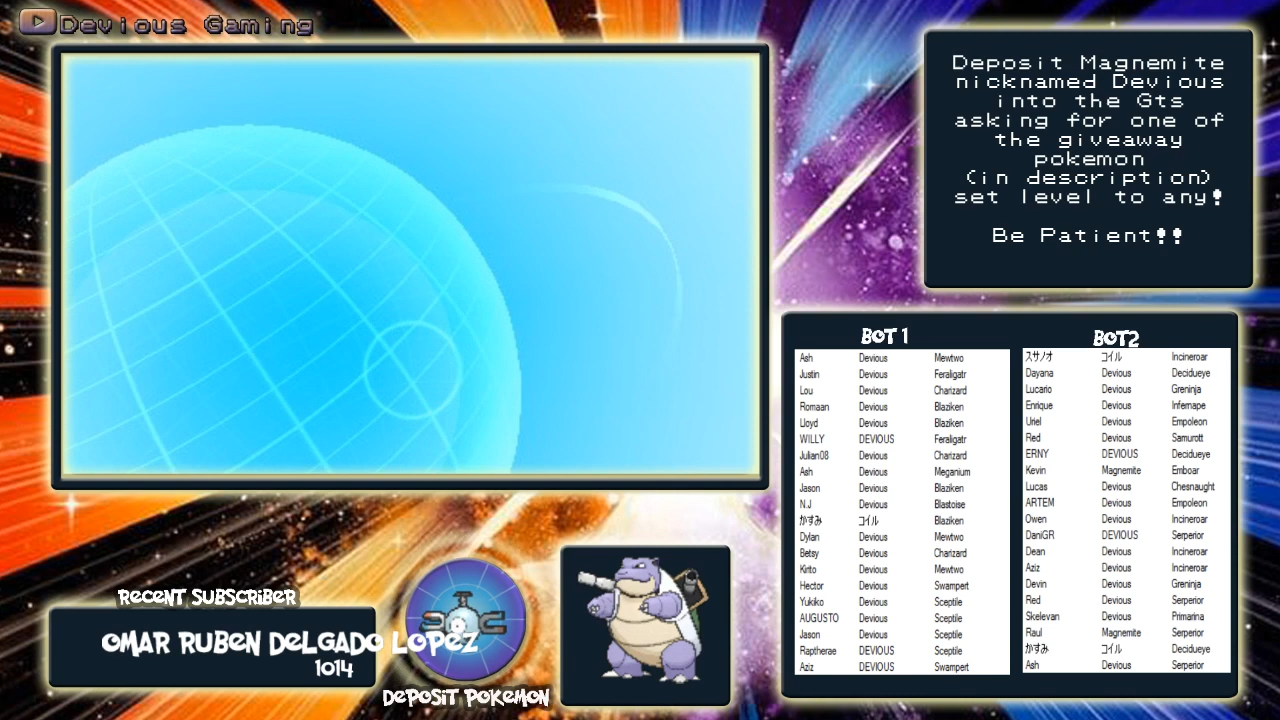 Devious Gaming
Deposit Magnemite
nicknamed Devious
into the Gts
asking for one of
the giveaway
pokemon
(in description)
set level to any!
Be Patient!!
BOT 1
Ash Devious Mewtwo
Justin Devious Feraligatr
Lou Devious Charizard
Romaan Devious Blaziken
Lloyd Devious Blaziken
WILLY DEVIOUS Feraligatr
Julian08 Devious Charizard
Ash Devious Meganium
Jason Devious Blaziken
N.J Devious Blastoise
かすみ コイル Blaziken
Dylan Devious Mewtwo
Betsy Devious Charizard
Kirito Devious Mewtwo
Hector Devious Swampert
Yukiko Devious Sceptile
AUGUSTO Devious Sceptile
Jason Devious Sceptile
Raptherae DEVIOUS Sceptile
Aziz DEVIOUS Swampert
BOT2
スサノオ コイル Incineroar
Dayana Devious Decidueye
Lucario Devious Greninja
Enrique Devious Infernape
Uriel Devious Empoleon
Red Devious Samurott
ERNY DEVIOUS Decidueye
Kevin Magnemite Emboar
Lucas Devious Chesnaught
ARTEM Devious Empoleon
Owen Devious Incineroar
DaniGR DEVIOUS Serperior
Dean Devious Incineroar
Aziz Devious Incineroar
Devin Devious Greninja
Red Devious Serperior
Skelevan Devious Primarina
Raul Magnemite Serperior
かすみ コイル Decidueye
Ash Devious Serperior
Recent Subscriber
Omar Ruben Delgado Lopez
1014
Deposit Pokemon